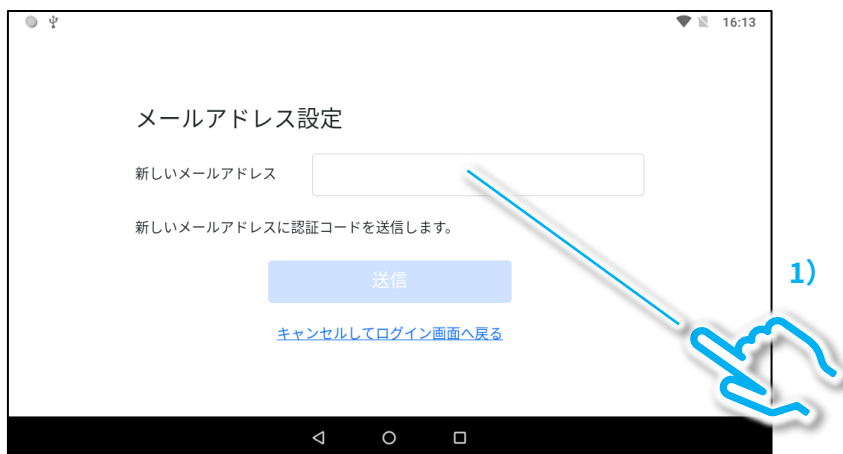 16:13
メールアドレス設定
新しいメールアドレス
新しいメールアドレスに認証コードを送信します。
送信
1）
キャンセルしてログイン画面へ戻る